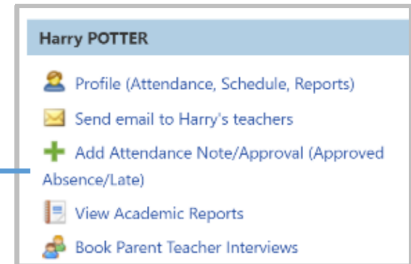 Harry POTTER
Profile (Attendance, Schedule, Reports)
Send email to Harry's teachers
Add Attendance Note/Approval (Approved
Absence/Late)
View Academic Reports
Book Parent Teacher Interviews